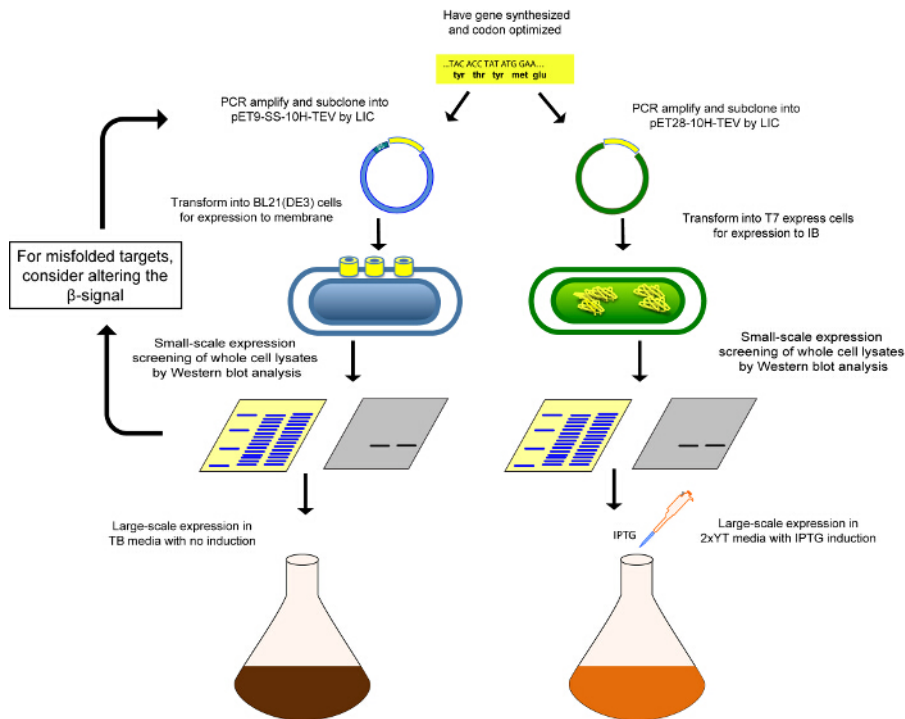 Have gene synthesized
and codon optimized
...TAC ACC TAT ATG GAA...
tyr thr tyr met glu
PCR amplify and subclone into
pET9-SS-10H-TEV by LIC
PCR amplify and subclone into
pET28-10H-TEV by LIC
Transform into BL21(DE3) cells
for expression to membrane
Transform into T7 express cells
for expression to IB
For misfolded targets,
consider altering the
β-signal
Small-scale expression
screening of whole cell lysates
by Western blot analysis
Small-scale expression
screening of whole cell lysates
by Western blot analysis
Large-scale expression in
TB media with no induction
IPTG
Large-scale expression in
2xYT media with IPTG induction